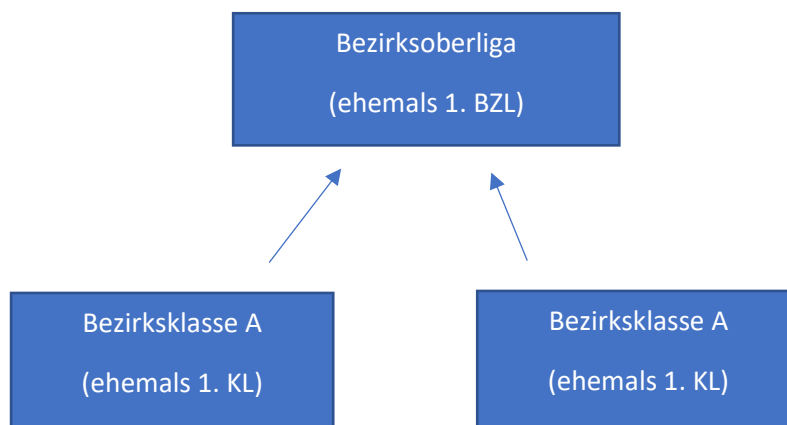 Bezirksoberliga
(ehemals 1. BZL)
Bezirksklasse A
(ehemals 1. KL)
Bezirksklasse A
(ehemals 1. KL)